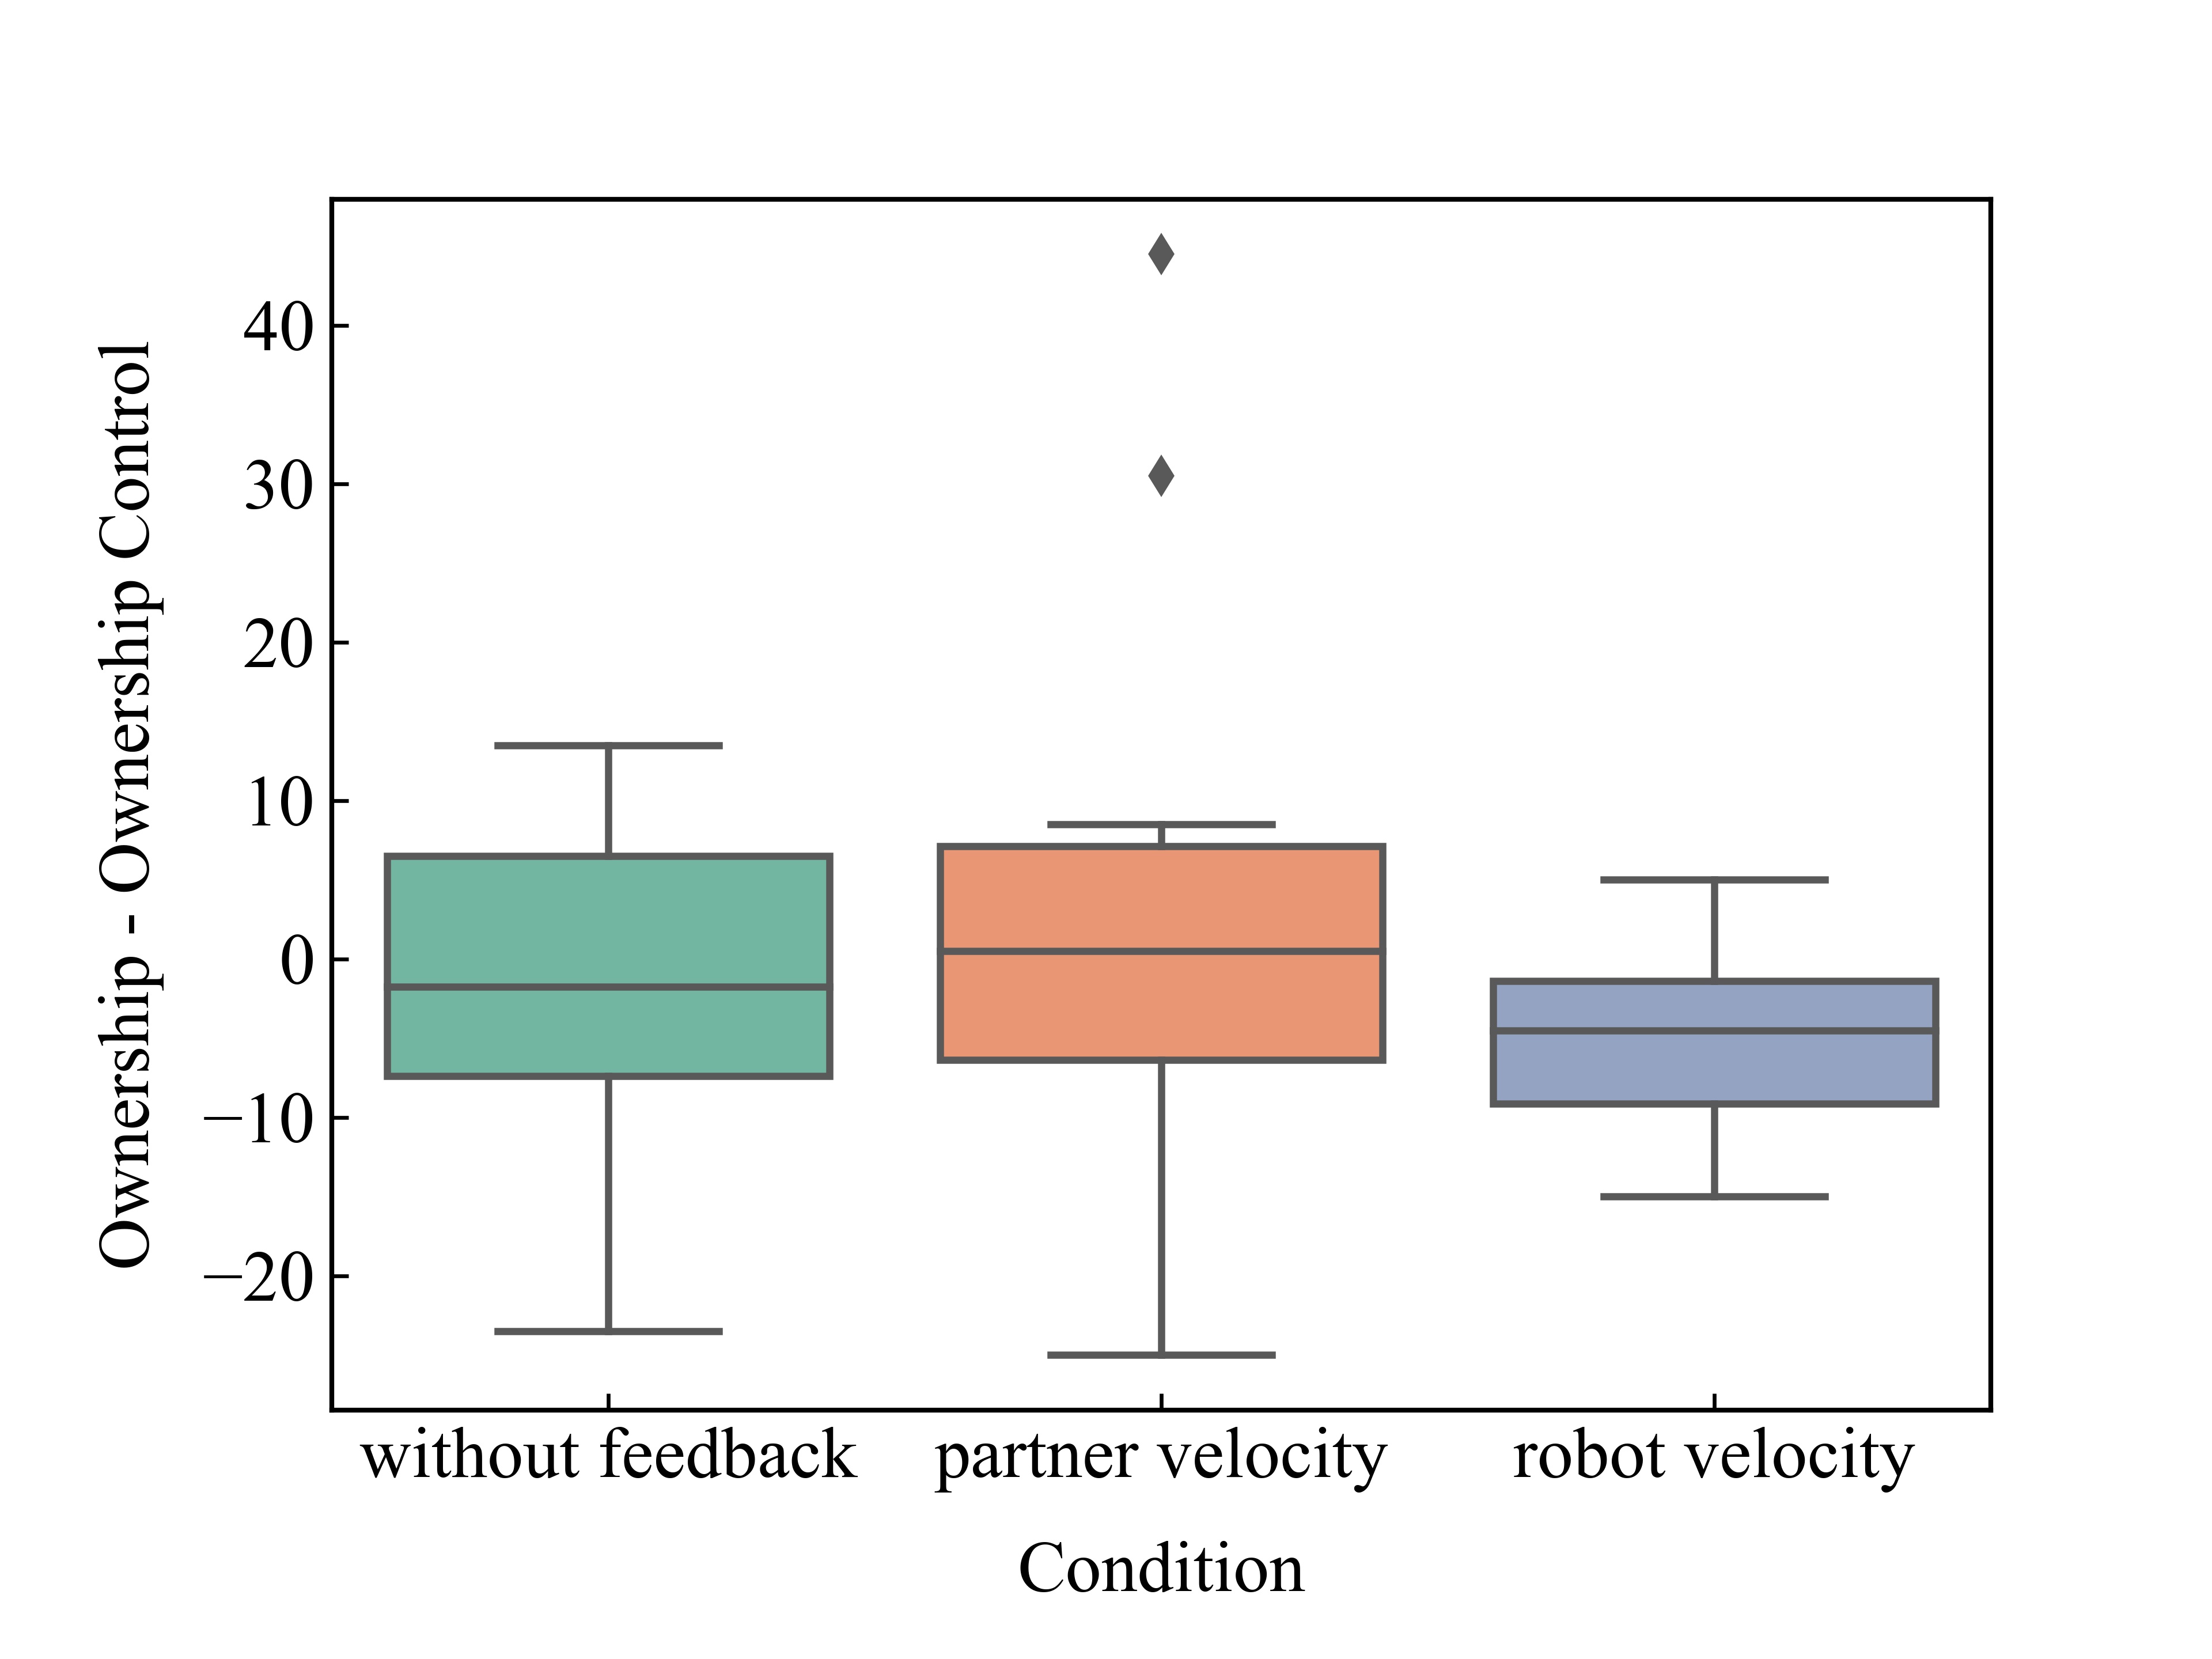 Ownership - Ownership Control
40
30
20
10
0
−10
−20
without feedback
partner velocity
robot velocity
Condition